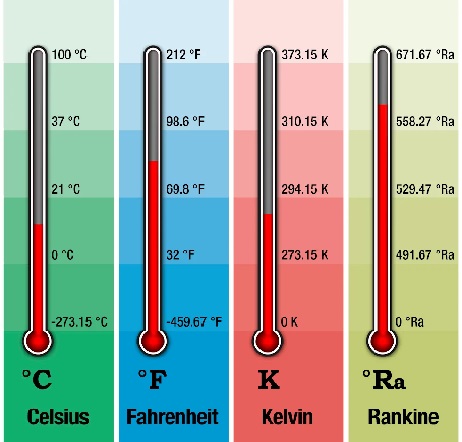 100 °C
37 °C
21 °C
0 °C
-273.15 °C
°C
Celsius
212 °F
98.6 °F
69.8 °F
32 °F
-459.67 °F
°F
Fahrenheit
373.15 K
310.15 K
294.15 K
273.15 K
0 K
K
Kelvin
671.67 °Ra
558.27 °Ra
529.47 °Ra
491.67 °Ra
0 °Ra
°Ra
Rankine